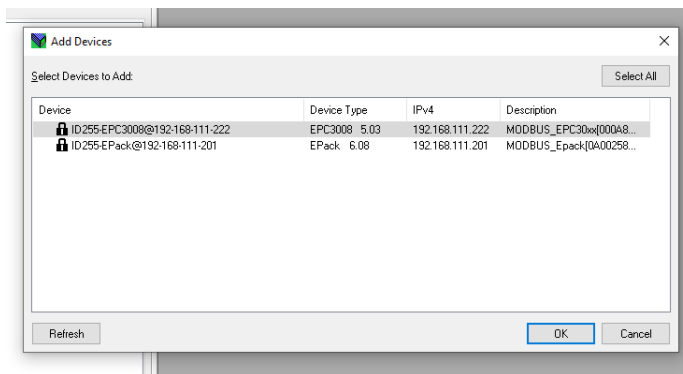 Add Devices
Select Devices to Add:
Select All
Device Device Type IPv4 Description
ID255-EPC3008@192-168-111-222 EPC3008 5.03 192.168.111.222 MODBUS_EPC30xx[000A8...
ID255-EPack@192-168-111-201 EPack 6.08 192.168.111.201 MODBUS_Epack[0A00258...
Refresh OK Cancel